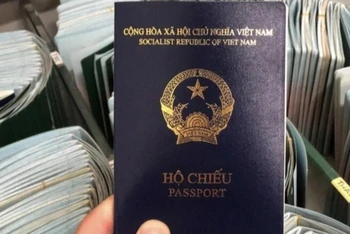 CỘNG HÒA XÃ HỘI CHỦ NGHĨA VIỆT NAM
SOCIALIST REPUBLIC OF VIET NAM
HỘ CHIẾU
PASSPORT